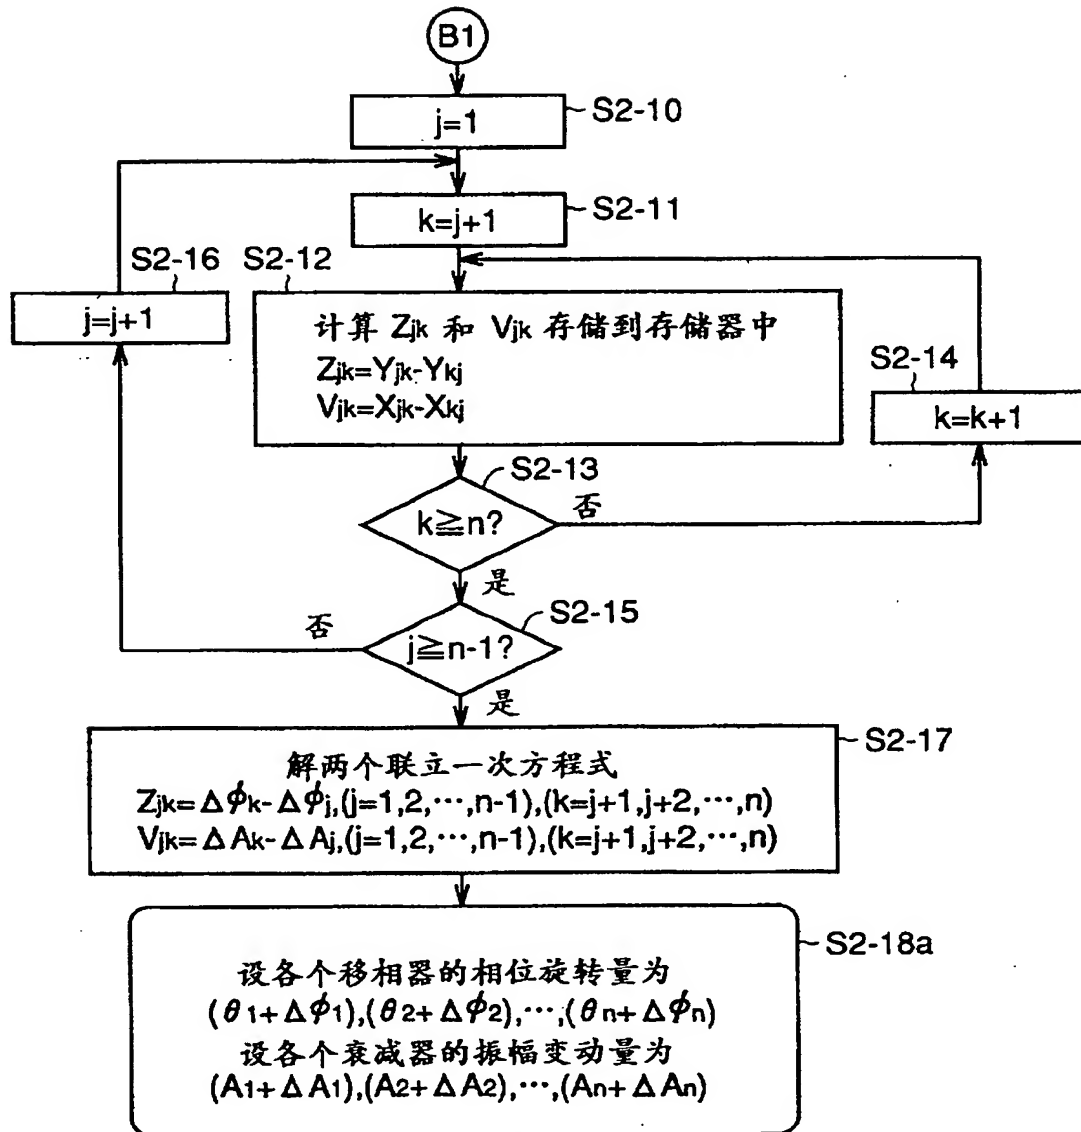 B1
j=1
S2-10
k=j+1
S2-11
S2-16
j=j+1
S2-12
计算 Zjk 和 Vjk 存储到存储器中
Zjk=Yjk-Ykj
Vjk=Xjk-Xkj
S2-14
k=k+1
S2-13
k≧n?
否
是
S2-15
否
j≧n-1?
是
S2-17
解两个联立一次方程式
Zjk=Δϕk-Δϕj,(j=1,2,⋯,n-1),(k=j+1,j+2,⋯,n)
Vjk=ΔAk-ΔAj,(j=1,2,⋯,n-1),(k=j+1,j+2,⋯,n)
S2-18a
设各个移相器的相位旋转量为
(θ1+Δϕ1),(θ2+Δϕ2),⋯,(θn+Δϕn)
设各个衰减器的振幅变动量为
(A1+ΔA1),(A2+ΔA2),⋯,(An+ΔAn)